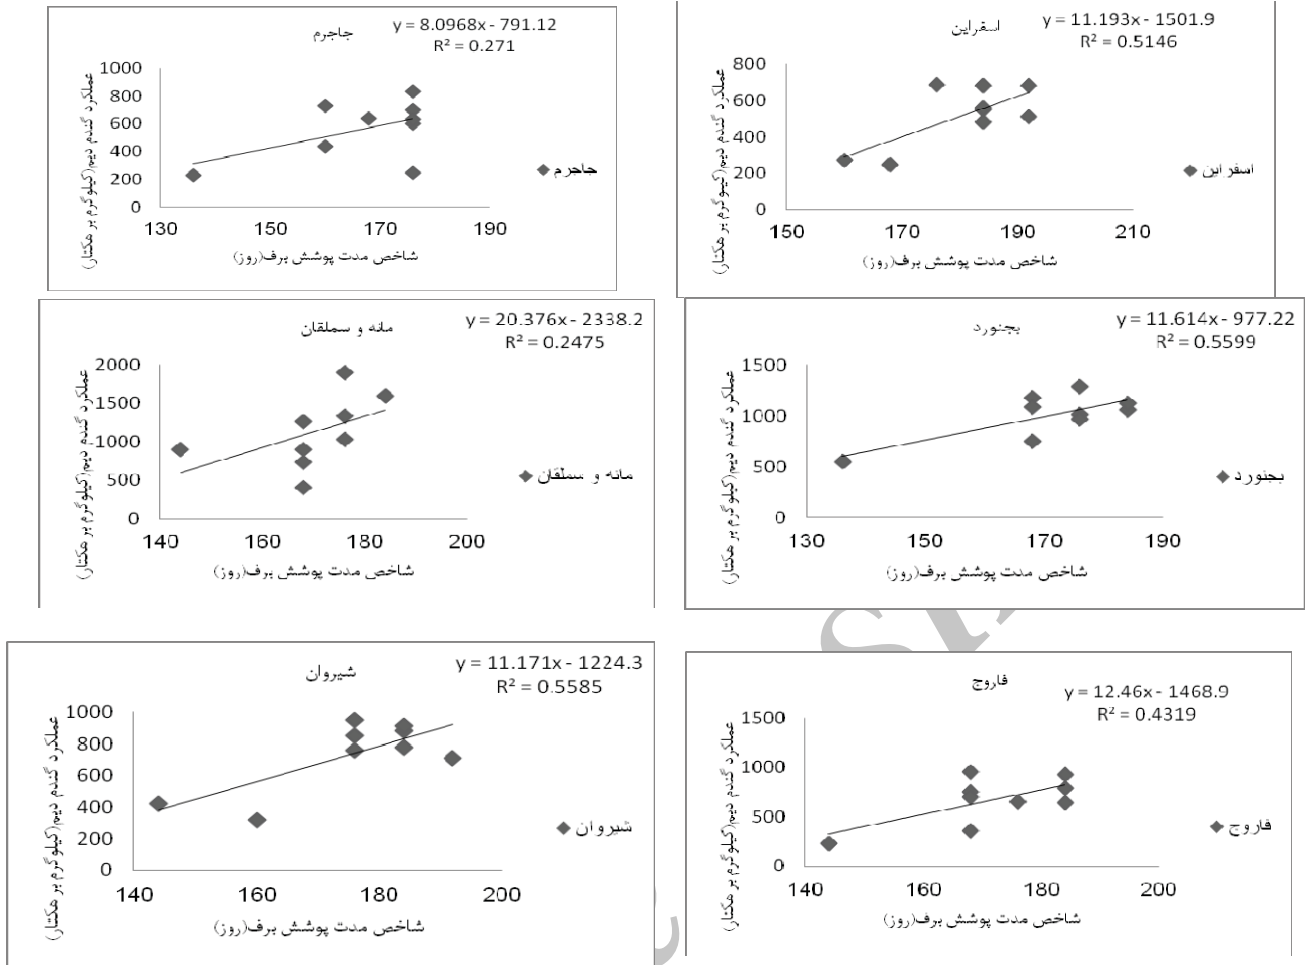 جاجرم
y = 8.0968x - 791.12
R² = 0.271
عملکرد گندم دیم(کیلوگرم بر هکتار)
1000
800
600
400
200
0
130
150
170
190
شاخص مدت پوشش برف(روز)
جاجرم
اسفراین
y = 11.193x - 1501.9
R² = 0.5146
عملکرد گندم دیم(کیلوگرم بر هکتار)
800
600
400
200
0
150
170
190
210
شاخص مدت پوشش برف(روز)
اسفراین
مانه و سملقان
y = 20.376x - 2338.2
R² = 0.2475
عملکرد گندم دیم(کیلوگرم بر هکتار)
2000
1500
1000
500
0
140
160
180
200
شاخص مدت پوشش برف(روز)
مانه و سملقان
بجنورد
y = 11.614x - 977.22
R² = 0.5599
عملکرد گندم دیم(کیلوگرم بر هکتار)
1500
1000
500
0
130
150
170
190
شاخص مدت پوشش برف(روز)
بجنورد
شیروان
y = 11.171x - 1224.3
R² = 0.5585
عملکرد گندم دیم(کیلوگرم بر هکتار)
1000
800
600
400
200
0
140
160
180
200
شاخص مدت پوشش برف(روز)
شیروان
فاروج
y = 12.46x - 1468.9
R² = 0.4319
عملکرد گندم دیم(کیلوگرم بر هکتار)
1500
1000
500
0
140
160
180
200
شاخص مدت پوشش برف(روز)
فاروج